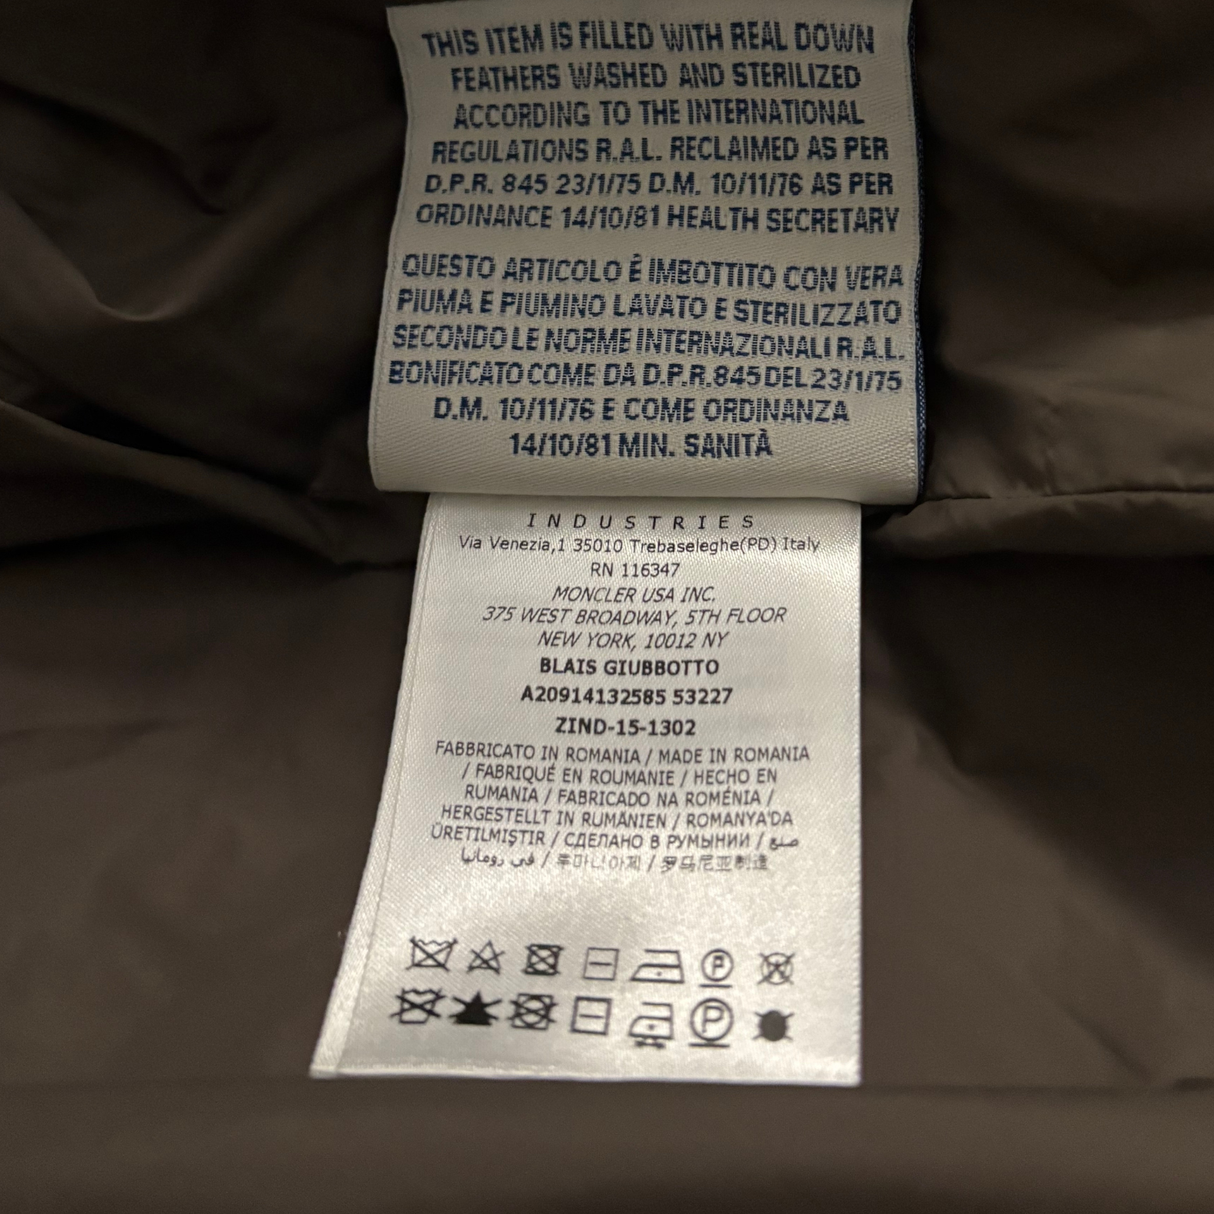 THIS ITEM IS FILLED WITH REAL DOWN
FEATHERS WASHED AND STERILIZED
ACCORDING TO THE INTERNATIONAL
REGULATIONS R.A.L. RECLAIMED AS PER
D.P.R. 845 23/1/75 D.M. 10/11/76 AS PER
ORDINANCE 14/10/81 HEALTH SECRETARY
QUESTO ARTICOLO È IMBOTTITO CON VERA
PIUMA E PIUMINO LAVATO E STERILIZZATO
SECONDO LE NORME INTERNAZIONALI R.A.L.
BONIFICATO COME DA D.P.R.845 DEL 23/1/75
D.M. 10/11/76 E COME ORDINANZA
14/10/81 MIN. SANITÀ
INDUSTRIES
Via Venezia,1 35010 Trebaseleghe(PD) Italy
RN 116347
MONCLER USA INC.
375 WEST BROADWAY, 5TH FLOOR
NEW YORK, 10012 NY
BLAIS GIUBBOTTO
A20914132585 53227
ZIND-15-1302
FABBRICATO IN ROMANIA / MADE IN ROMANIA
/ FABRIQUÉ EN ROUMANIE / HECHO EN
RUMANIA / FABRICADO NA ROMÉNIA /
HERGESTELLT IN RUMÄNIEN / ROMANYA'DA
ÜRETILMIŞTIR / СДЕЛАНО В РУМЫНИИ / صنع
في رومانيا / 루마니아제 / 罗马尼亚制造
P
P